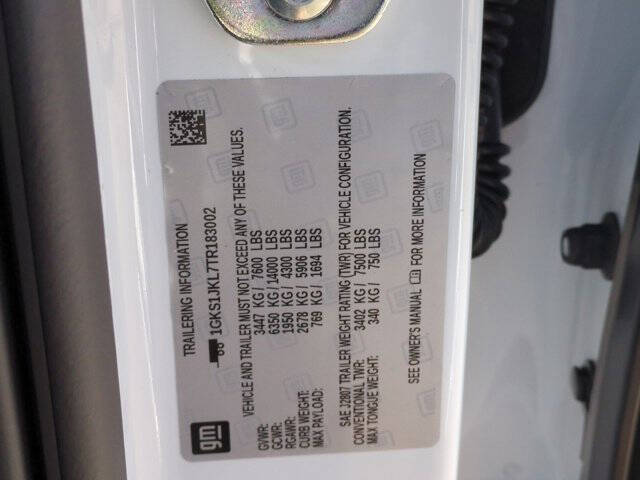 gm
TRAILERING INFORMATION
1GKS1JKL7TR183002
VEHICLE AND TRAILER MUST NOT EXCEED ANY OF THESE VALUES.
GVWR: 3447 KG / 7600 LBS
GCWR: 6350 KG / 14000 LBS
RGAWR: 1950 KG / 4300 LBS
CURB WEIGHT: 2678 KG / 5906 LBS
MAX PAYLOAD: 769 KG / 1694 LBS
SAE J2807 TRAILER WEIGHT RATING (TWR) FOR VEHICLE CONFIGURATION.
CONVENTIONAL TWR: 3402 KG / 7500 LBS
MAX TONGUE WEIGHT: 340 KG / 750 LBS
SEE OWNER'S MANUAL FOR MORE INFORMATION